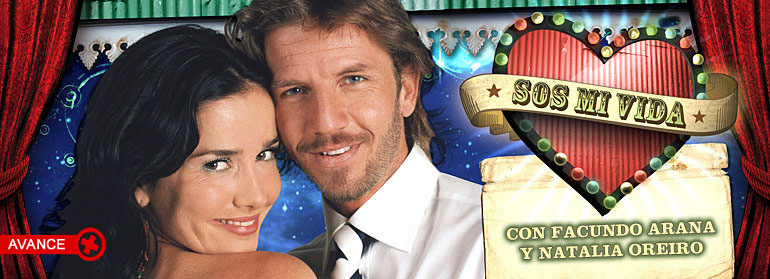 SOS MI VIDA
CON FACUNDO ARANA
Y NATALIA OREIRO
AVANCE